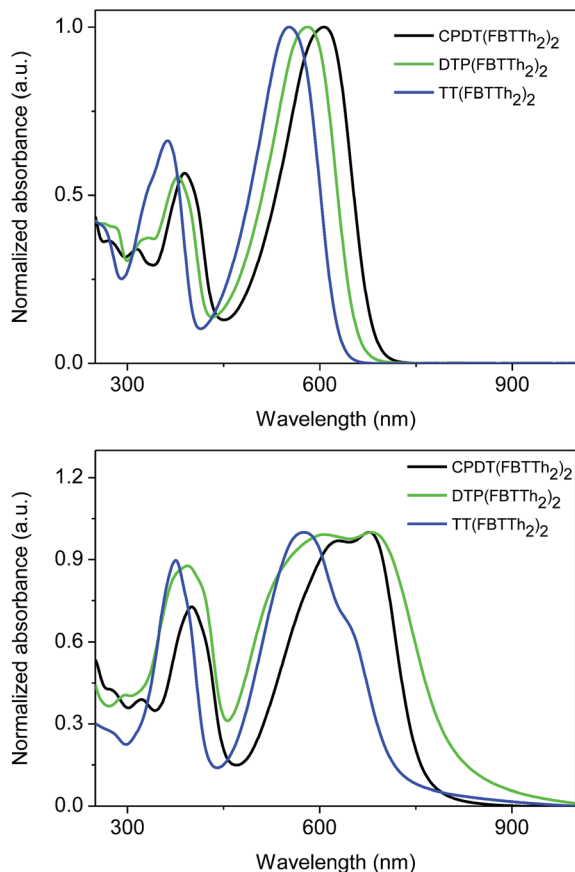 Normalized absorbance (a.u.)
1.0
0.5
0.0
CPDT(FBTTh₂)₂
DTP(FBTTh₂)₂
TT(FBTTh₂)₂
300
600
900
Wavelength (nm)
Normalized absorbance (a.u.)
1.2
0.9
0.6
0.3
0.0
CPDT(FBTTh₂)₂
DTP(FBTTh₂)₂
TT(FBTTh₂)₂
300
600
900
Wavelength (nm)